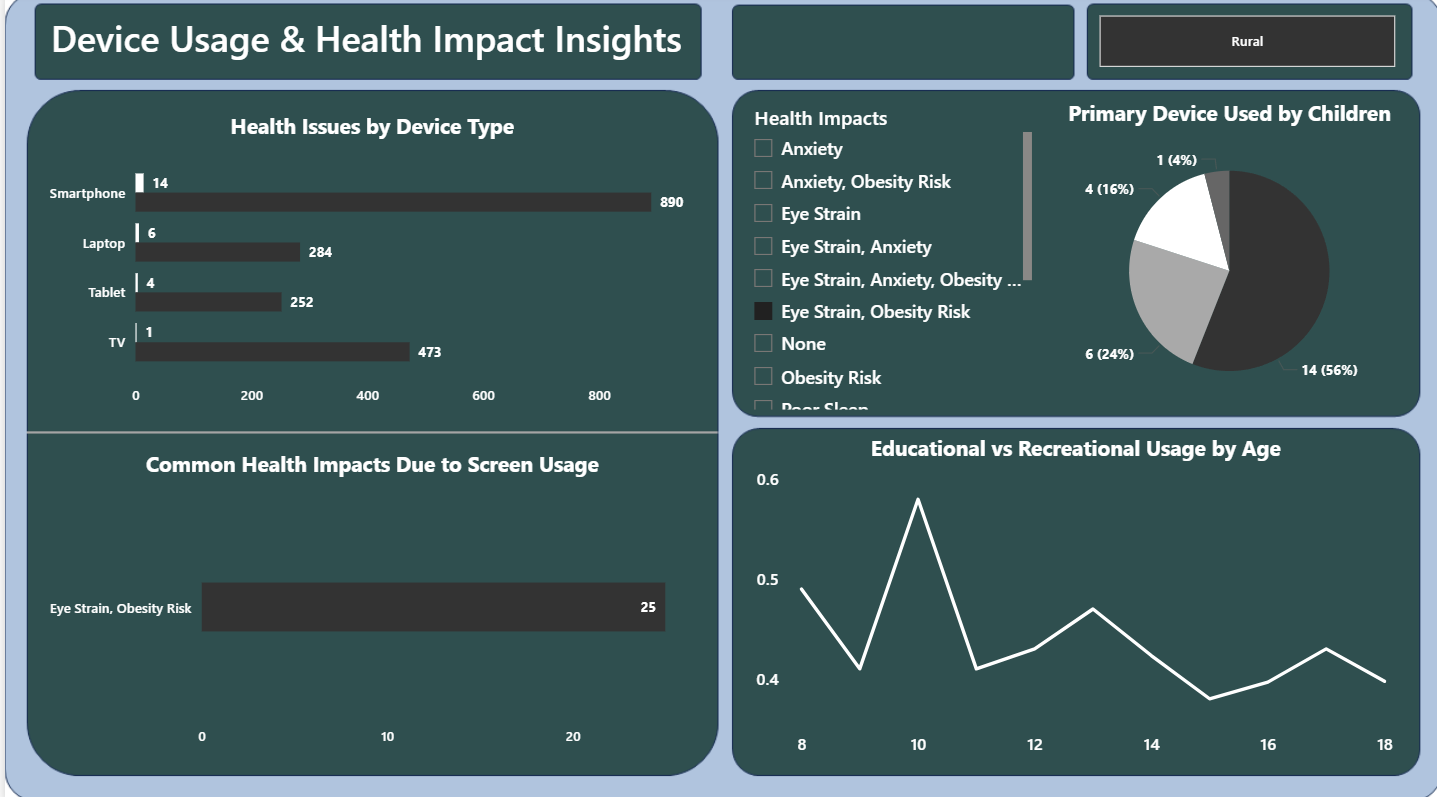 Device Usage & Health Impact Insights
Rural
Health Issues by Device Type
Smartphone
14
890
Laptop
6
284
Tablet
4
252
TV
1
473
0 200 400 600 800
Common Health Impacts Due to Screen Usage
Eye Strain, Obesity Risk
25
0 10 20
Health Impacts
Anxiety
Anxiety, Obesity Risk
Eye Strain
Eye Strain, Anxiety
Eye Strain, Anxiety, Obesity ...
Eye Strain, Obesity Risk
None
Obesity Risk
Poor Sleep
Primary Device Used by Children
1 (4%)
4 (16%)
6 (24%)
14 (56%)
Educational vs Recreational Usage by Age
0.6
0.5
0.4
8 10 12 14 16 18